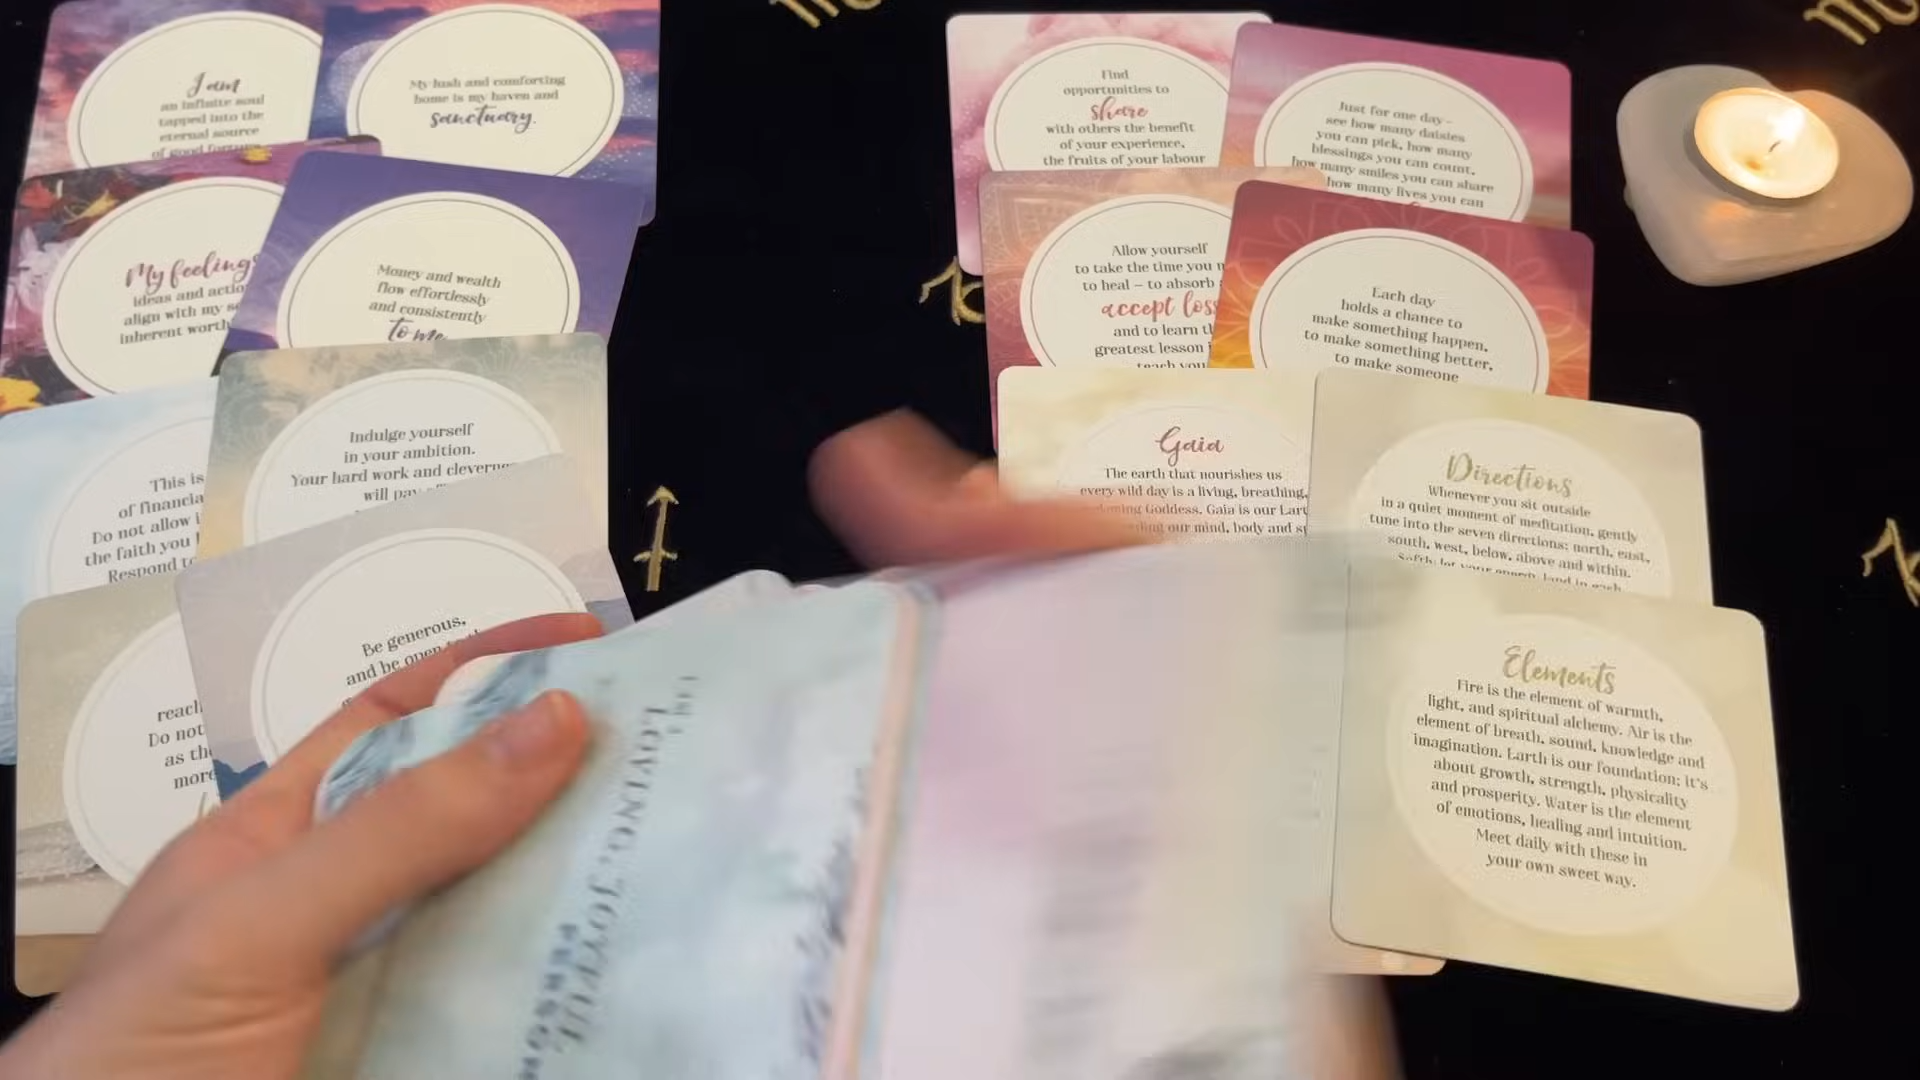 I am
an infinite soul
tapped into the
eternal source
of good fortune
My lush and comforting
home is my haven and
sanctuary.
My feelings
ideas and actio
align with my s
inherent worth
Money and wealth
flow effortlessly
and consistently
to me
This is
of financia
Do not allow i
the faith you
Respond to
Indulge yourself
in your ambition.
Your hard work and clevern
will pay
reach
Do not
as th
more
Be generous,
and be open
Find
opportunities to
share
with others the benefit
of your experience,
the fruits of your labour
Just for one day -
see how many daisies
you can pick, how many
blessings you can count,
how many smiles you can share
how many lives you can
Allow yourself
to take the time you n
to heal – to absorb
accept loss
and to learn th
greatest lesson i
teach you
Each day
holds a chance to
make something happen,
to make something better,
to make someone
Gaia
The earth that nourishes us
every wild day is a living, breathing,
Goddess. Gaia is our Eart
our mind, body and sp
Directions
Whenever you sit outside
in a quiet moment of meditation, gently
tune into the seven directions: north, east,
south, west, below, above and within.
Elements
Fire is the element of warmth,
light, and spiritual alchemy. Air is the
element of breath, sound, knowledge and
imagination. Earth is our foundation; it's
about growth, strength, physicality
and prosperity. Water is the element
of emotions, healing and intuition.
Meet daily with these in
your own sweet way.
LOVING, JOYFUL
PERSON